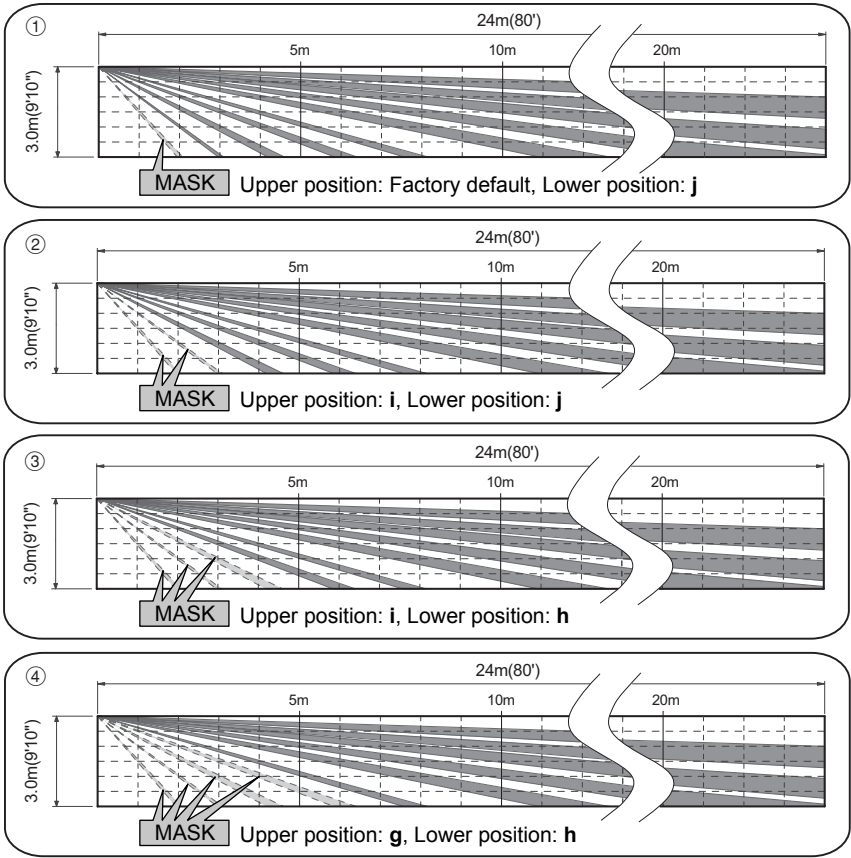 ①
24m(80')
5m 10m 20m
3.0m(9'10")
MASK Upper position: Factory default, Lower position: j
②
24m(80')
5m 10m 20m
3.0m(9'10")
MASK Upper position: i, Lower position: j
③
24m(80')
5m 10m 20m
3.0m(9'10")
MASK Upper position: i, Lower position: h
④
24m(80')
5m 10m 20m
3.0m(9'10")
MASK Upper position: g, Lower position: h